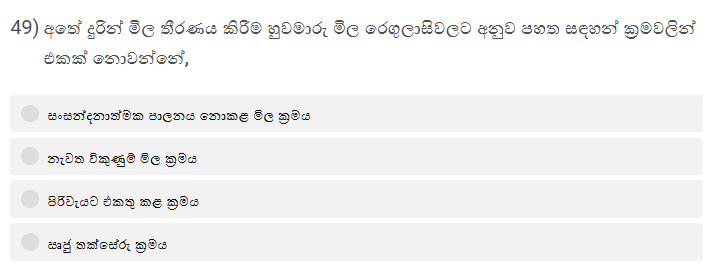 49) අතේ දුරින් මිල තීරණය කිරීම හුවමාරු මිල රෙගුලාසිවලට අනුව පහත සඳහන් ක්‍රමවලින්
එකක් නොවන්නේ,
සංසන්දනාත්මක පාලනය නොකළ මිල ක්‍රමය
නැවත විකුණුම් මිල ක්‍රමය
පිරිවැයට එකතු කළ ක්‍රමය
සෘජු තක්සේරු ක්‍රමය